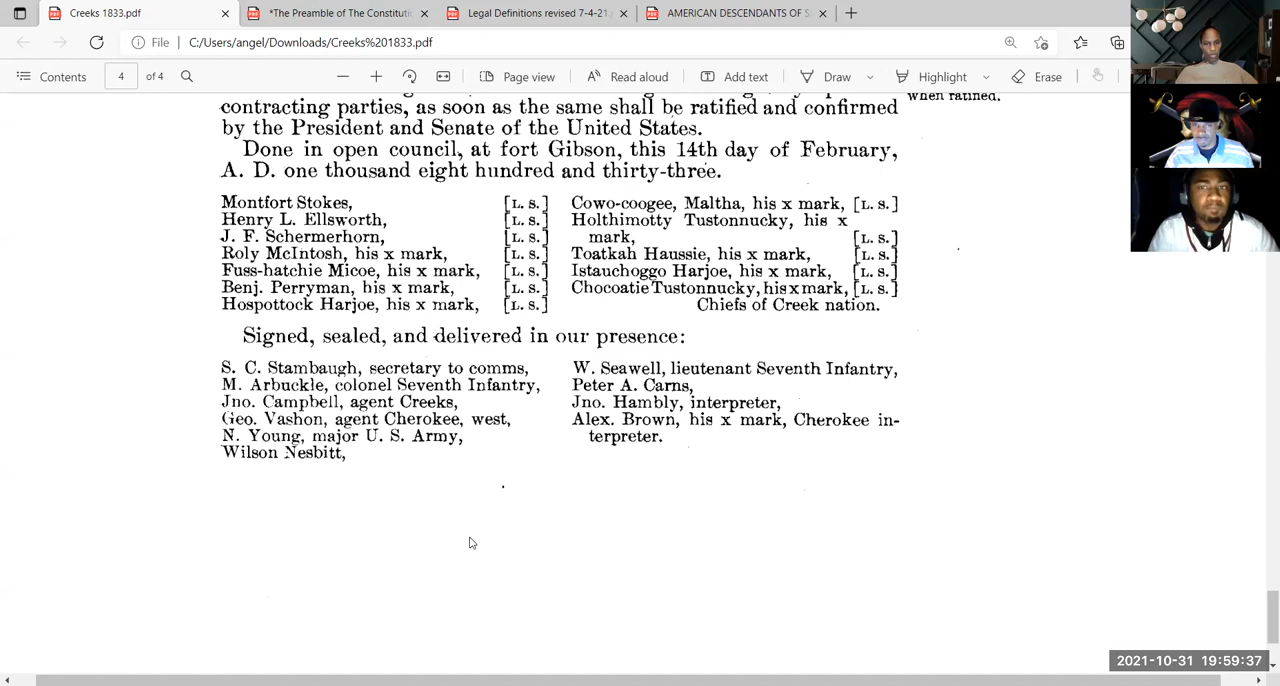 Creeks 1833.pdf
*The Preamble of The Constitutio
Legal Definitions revised 7-4-21.
AMERICAN DESCENDANTS OF S
File C:/Users/angel/Downloads/Creeks%201833.pdf
Contents 4 of 4 Page view Read aloud Add text Draw Highlight Erase
contracting parties, as soon as the same shall be ratified and confirmed
when ratified.
by the President and Senate of the United States.
Done in open council, at fort Gibson, this 14th day of February,
A. D. one thousand eight hundred and thirty-three.
Montfort Stokes, [L. S.]
Henry L. Ellsworth, [L. S.]
J. F. Schermerhorn, [L. S.]
Roly McIntosh, his x mark, [L. S.]
Fuss-hatchie Micoe, his x mark, [L. S.]
Benj. Perryman, his x mark, [L. S.]
Hospottock Harjoe, his x mark, [L. S.]
Cowo-coogee, Maltha, his x mark, [L. S.]
Holthimotty Tustonnucky, his x
mark, [L. S.]
Toatkah Haussie, his x mark, [L. S.]
Istauchoggo Harjoe, his x mark, [L. S.]
Chocoatie Tustonnucky, his x mark, [L. S.]
Chiefs of Creek nation.
Signed, sealed, and delivered in our presence:
S. C. Stambaugh, secretary to comms,
M. Arbuckle, colonel Seventh Infantry,
Jno. Campbell, agent Creeks,
Geo. Vashon, agent Cherokee, west,
N. Young, major U. S. Army,
Wilson Nesbitt,
W. Seawell, lieutenant Seventh Infantry,
Peter A. Carns,
Jno. Hambly, interpreter,
Alex. Brown, his x mark, Cherokee in-
terpreter.
2021-10-31 19:59:37